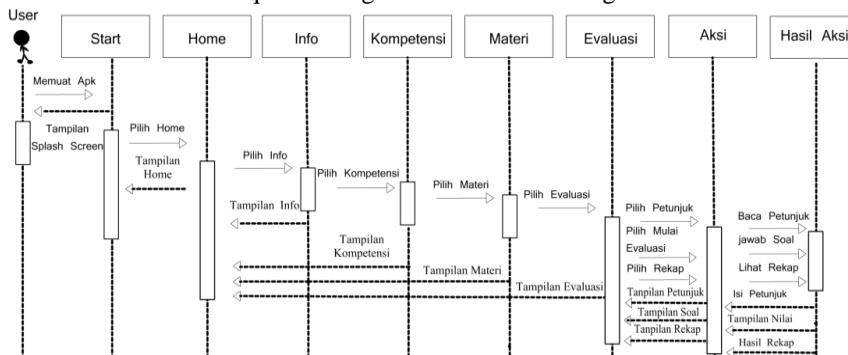 User
Start
Home
Info
Kompetensi
Materi
Evaluasi
Aksi
Hasil Aksi
Memuat Apk
Tampilan
Splash Screen
Pilih Home
Tampilan
Home
Pilih Info
Tampilan Info
Pilih Kompetensi
Tampilan
Kompetensi
Pilih Materi
Tampilan Materi
Pilih Evaluasi
Tampilan Evaluasi
Pilih Petunjuk
Pilih Mulai
Evaluasi
Pilih Rekap
Tanpilan Petunjuk
Tampilan Soal
Tanpilan Rekap
Baca Petunjuk
jawab Soal
Lihat Rekap
Isi Petunjuk
Tampilan Nilai
Hasil Rekap